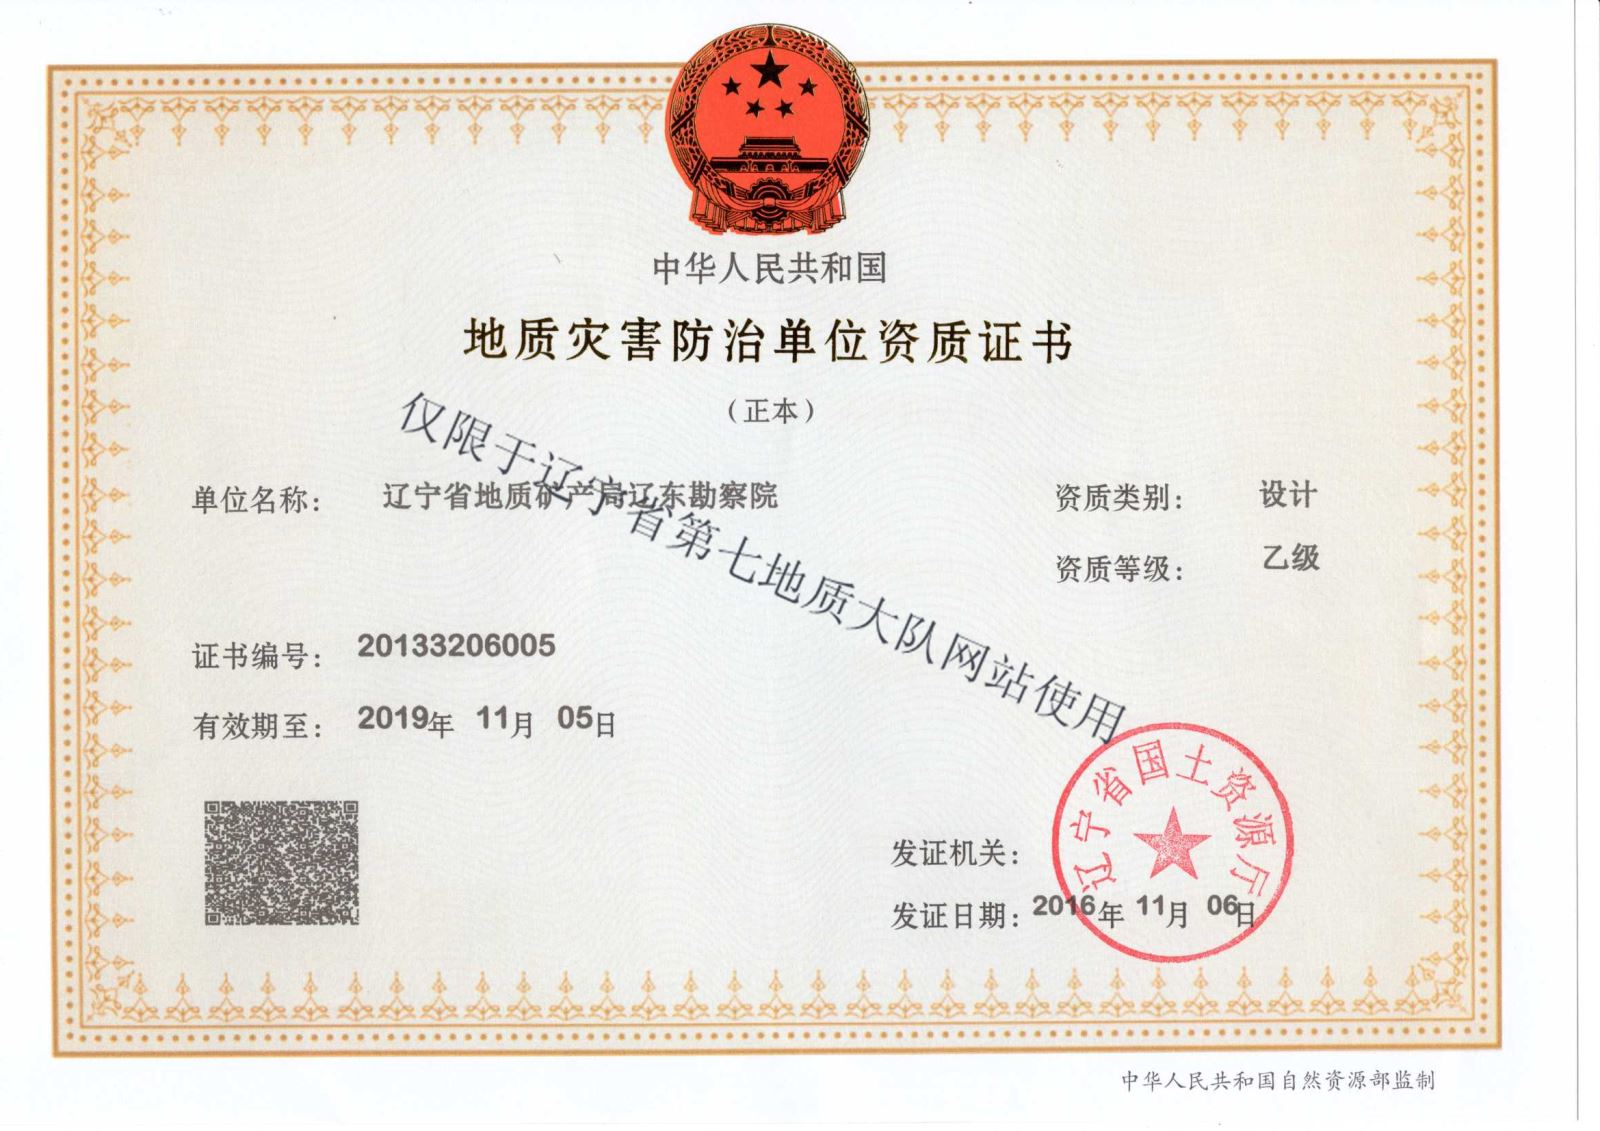 中华人民共和国
地质灾害防治单位资质证书
（正本）
单位名称： 辽宁省地质矿产局辽东勘察院
资质类别： 设计
资质等级： 乙级
证书编号： 20133206005
有效期至： 2019年 11月 05日
发证机关：
辽宁省国土资源厅
发证日期： 2016年 11月 06日
仅限于辽宁省第七地质大队网站使用
中华人民共和国自然资源部监制